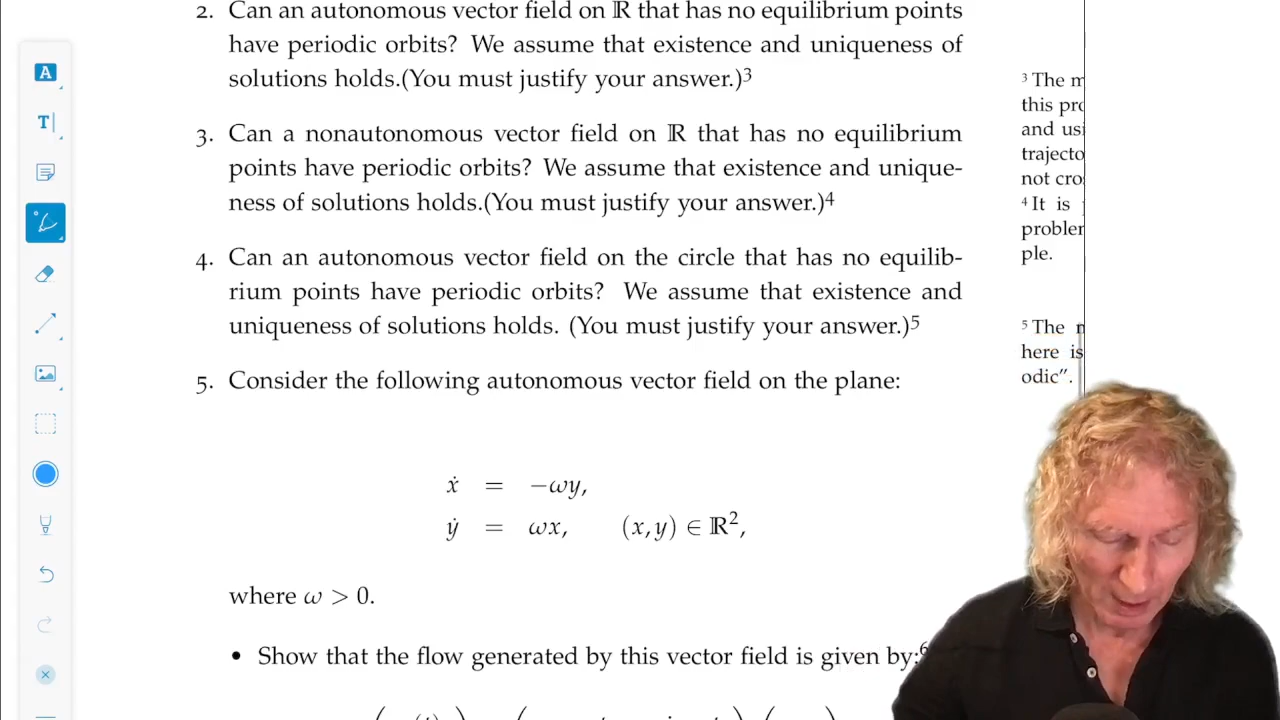 2. Can an autonomous vector field on ℝ that has no equilibrium points
have periodic orbits? We assume that existence and uniqueness of
solutions holds.(You must justify your answer.)³
3. Can a nonautonomous vector field on ℝ that has no equilibrium
points have periodic orbits? We assume that existence and unique-
ness of solutions holds.(You must justify your answer.)⁴
4. Can an autonomous vector field on the circle that has no equilib-
rium points have periodic orbits? We assume that existence and
uniqueness of solutions holds. (You must justify your answer.)⁵
5. Consider the following autonomous vector field on the plane:
ẋ = −ωy,
ẏ = ωx, (x, y) ∈ ℝ²,
where ω > 0.
• Show that the flow generated by this vector field is given by:⁶
³ The
this
and
not
⁴ It is
ple.
⁵ The
here is
odic”.
A
T